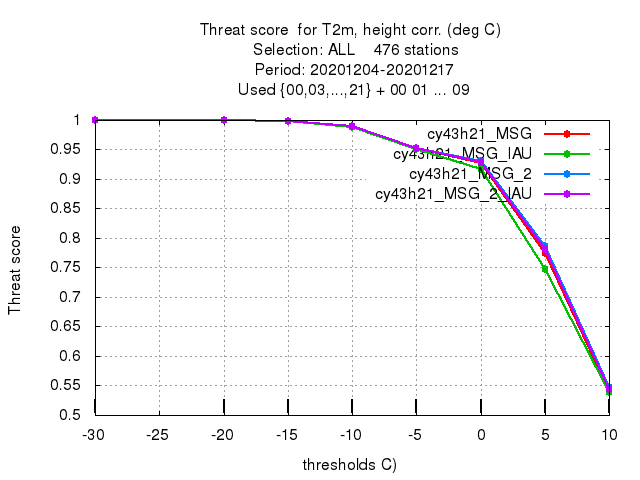 Threat score  for T2m, height corr. (deg C)
Selection: ALL    476 stations
Period: 20201204-20201217
Used {00,03,...,21} + 00 01 ... 09
1
0.95
0.9
0.85
0.8
0.75
0.7
0.65
0.6
0.55
0.5
Threat score
cy43h21_MSG
cy43h21_MSG_IAU
cy43h21_MSG_2
cy43h21_MSG_2_IAU
-30 -25 -20 -15 -10 -5 0 5 10
thresholds C)